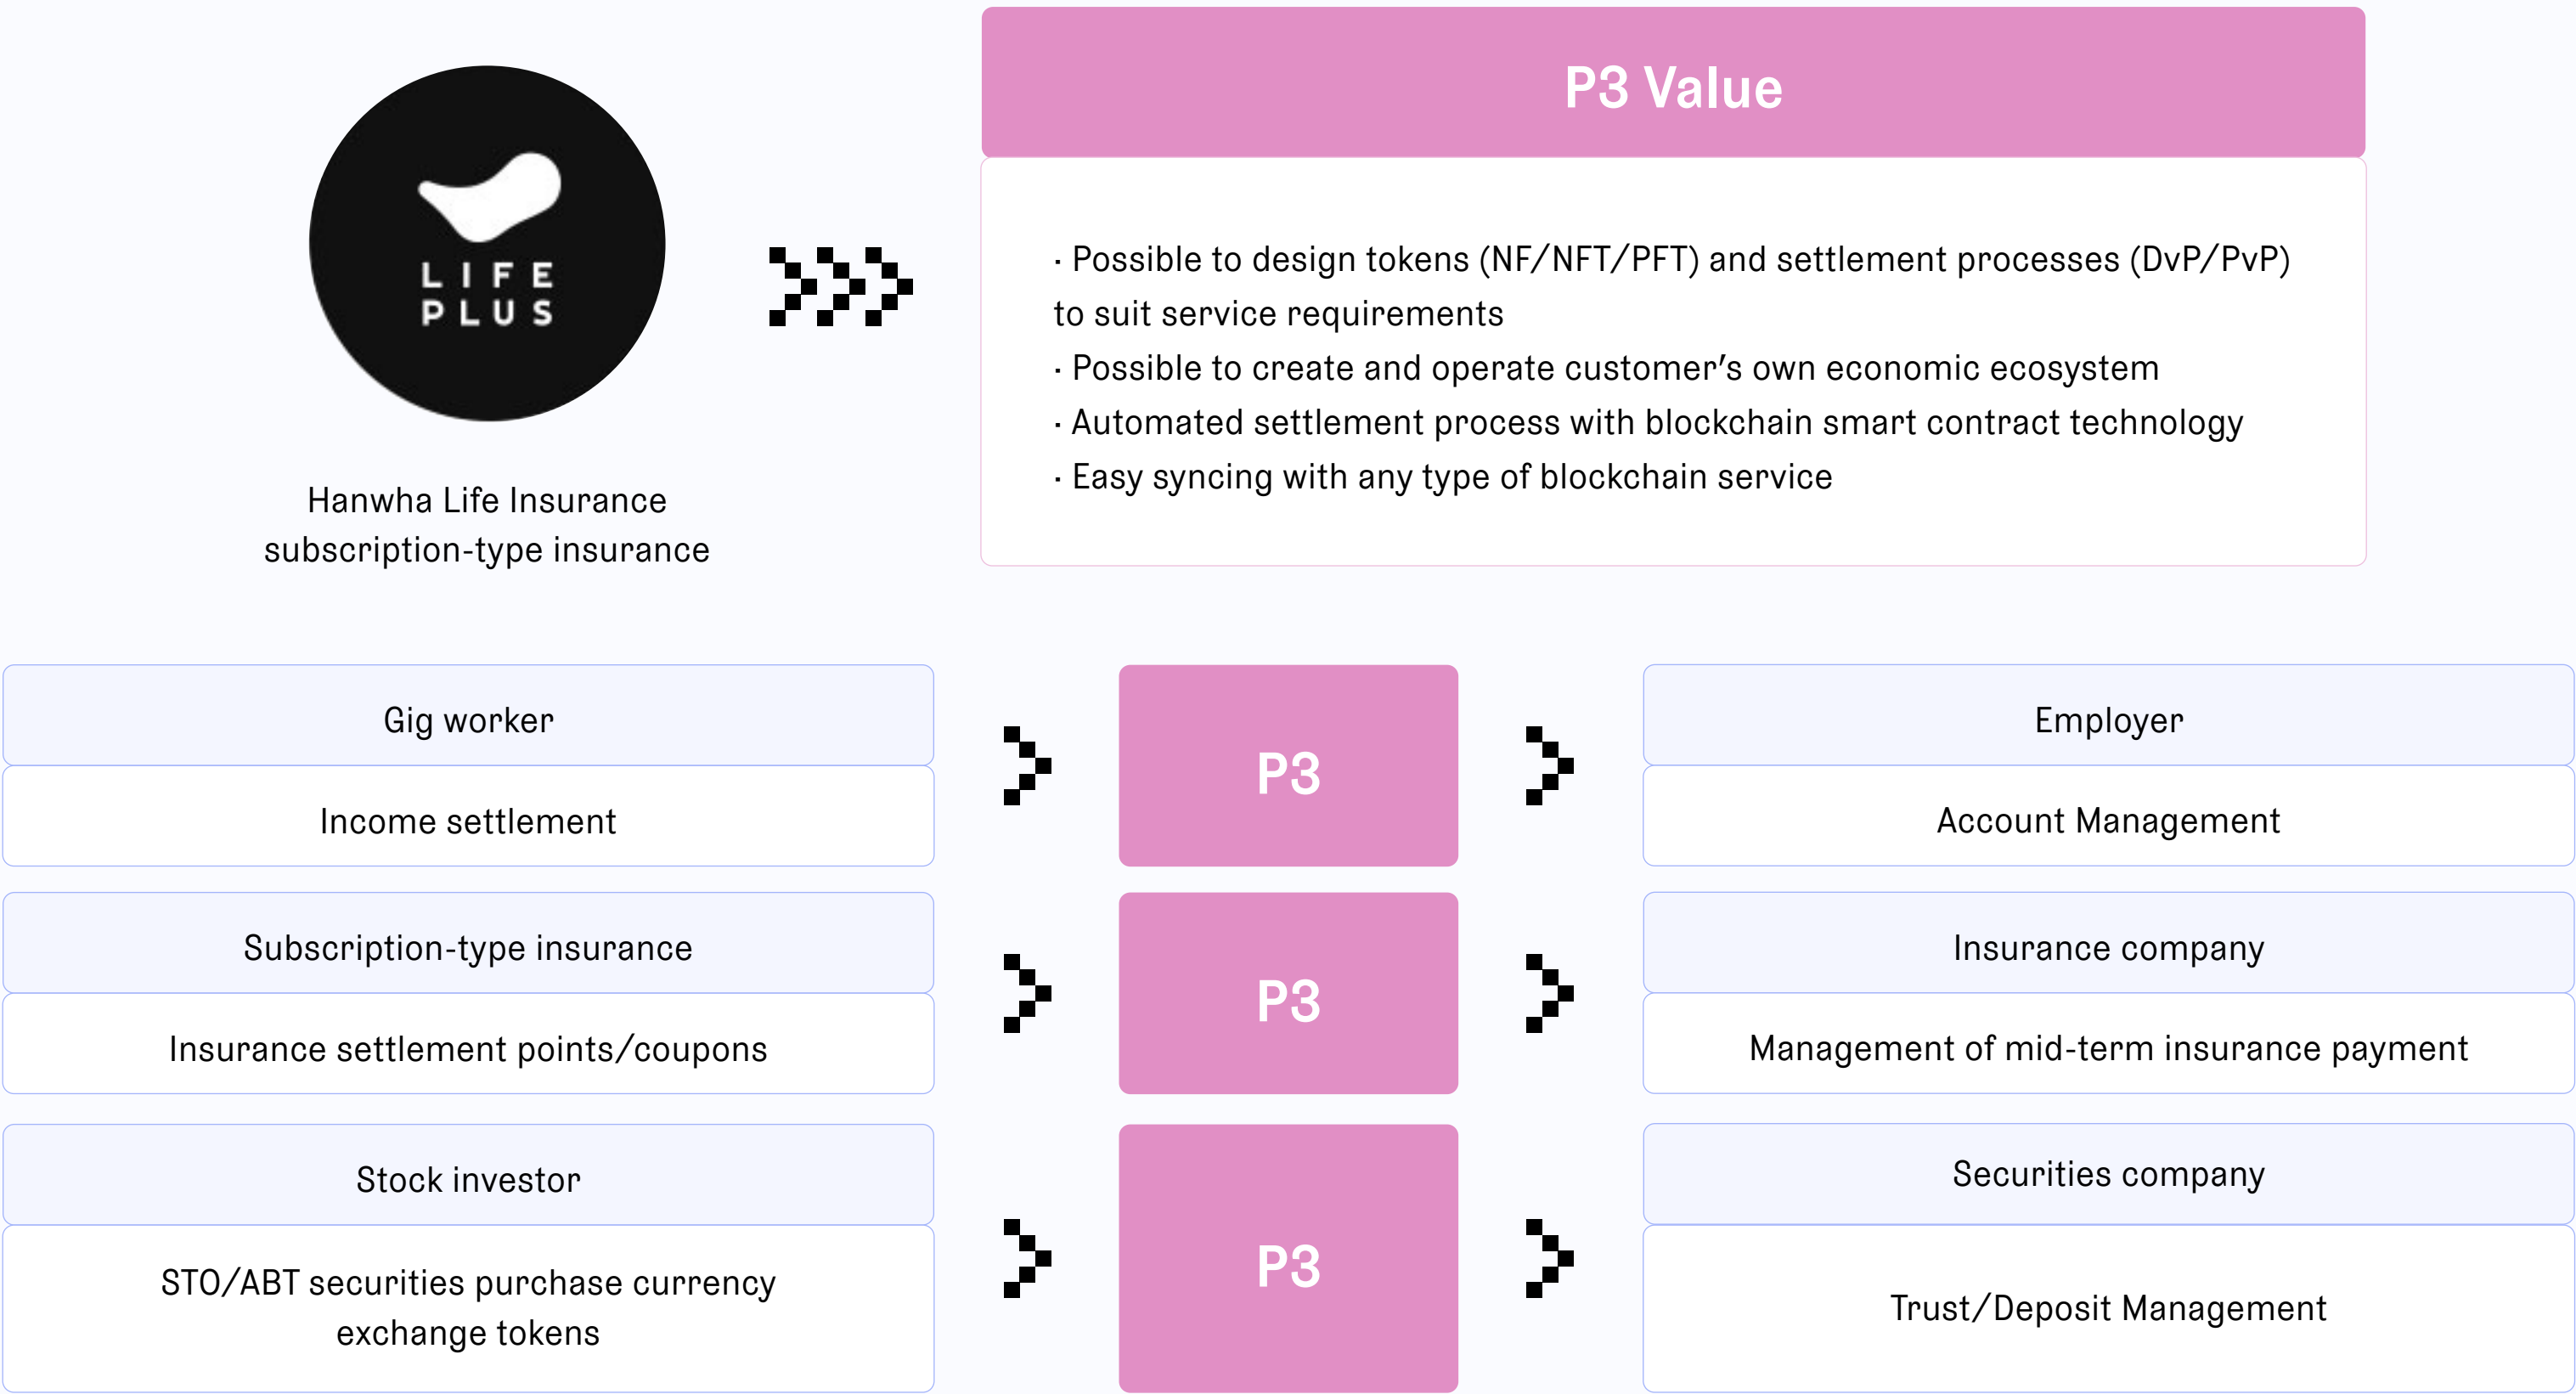 P3 Value
LIFE
PLUS
Hanwha Life Insurance
subscription-type insurance
· Possible to design tokens (NF/NFT/PFT) and settlement processes (DvP/PvP)
to suit service requirements
· Possible to create and operate customer's own economic ecosystem
· Automated settlement process with blockchain smart contract technology
· Easy syncing with any type of blockchain service
Gig worker
Income settlement
P3
Employer
Account Management
Subscription-type insurance
Insurance settlement points/coupons
P3
Insurance company
Management of mid-term insurance payment
Stock investor
STO/ABT securities purchase currency
exchange tokens
P3
Securities company
Trust/Deposit Management